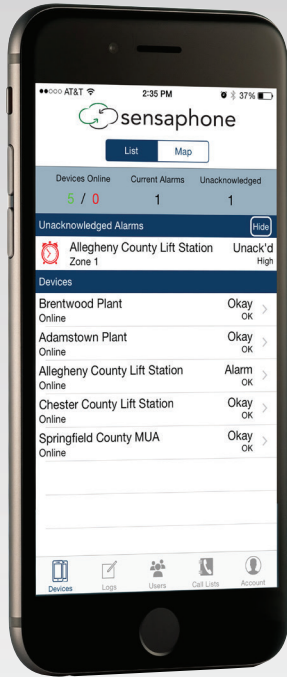 AT&T 2:35 PM 37%
sensaphone
List Map
Devices Online Current Alarms Unacknowledged
5 / 0 1 1
Unacknowledged Alarms Hide
Allegheny County Lift Station Unack'd
Zone 1 High
Devices
Brentwood Plant Okay
Online OK
Adamstown Plant Okay
Online OK
Allegheny County Lift Station Alarm
Online OK
Chester County Lift Station Okay
Online OK
Springfield County MUA Okay
Online OK
Devices Logs Users Call Lists Account